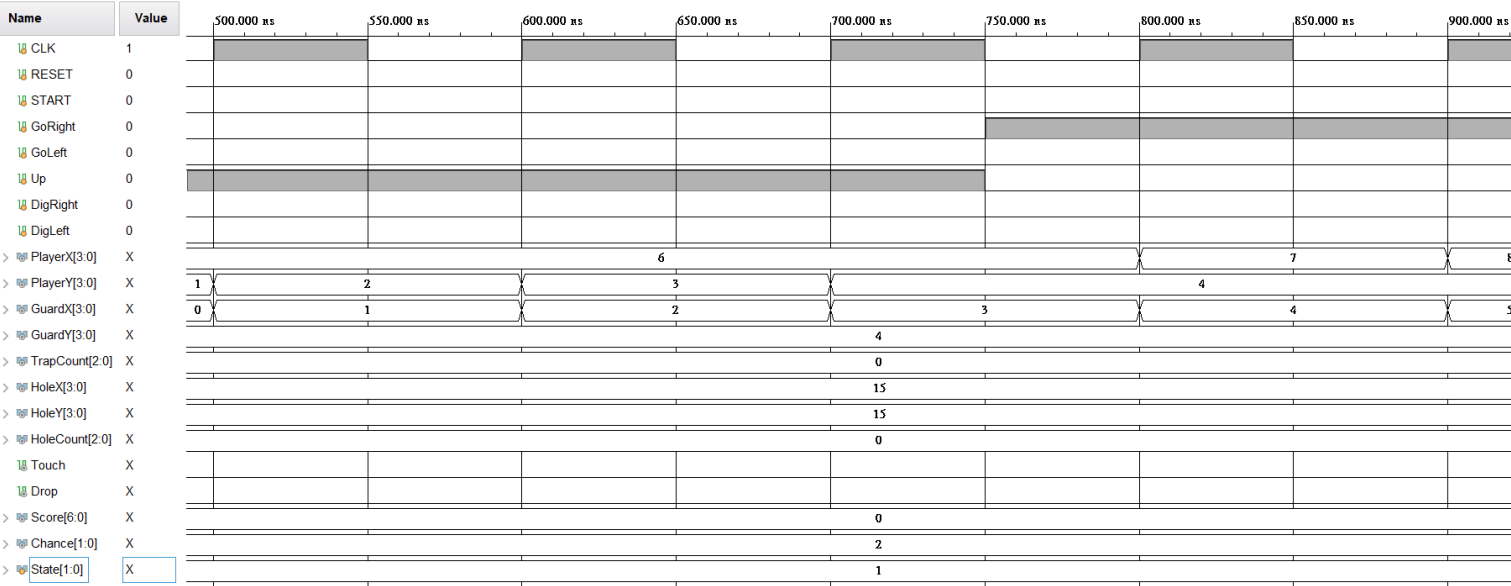 Name Value 500.000 ns 550.000 ns 600.000 ns 650.000 ns 700.000 ns 750.000 ns 800.000 ns 850.000 ns 900.000 ns
CLK 1
RESET 0
START 0
GoRight 0
GoLeft 0
Up 0
DigRight 0
DigLeft 0
PlayerX[3:0] X 6 7 8
PlayerY[3:0] X 1 2 3 4
GuardX[3:0] X 0 1 2 3 4 5
GuardY[3:0] X 4
TrapCount[2:0] X 0
HoleX[3:0] X 15
HoleY[3:0] X 15
HoleCount[2:0] X 0
Touch X
Drop X
Score[6:0] X 0
Chance[1:0] X 2
State[1:0] X 1